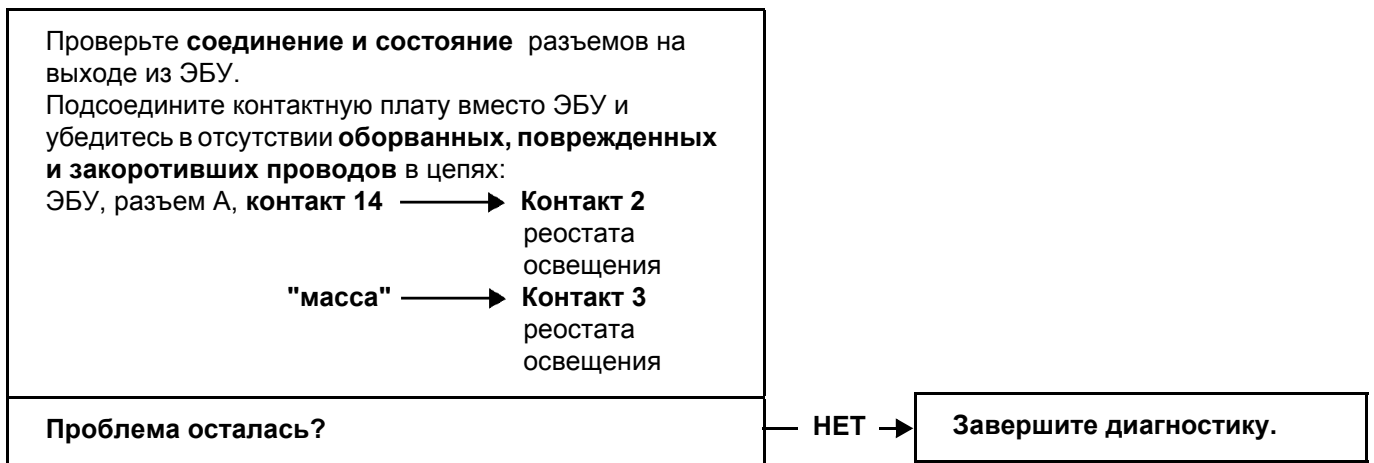 Проверьте соединение и состояние разъемов на
выходе из ЭБУ.
Подсоедините контактную плату вместо ЭБУ и
убедитесь в отсутствии оборванных, поврежденных
и закоротивших проводов в цепях:
ЭБУ, разъем А, контакт 14 Контакт 2
реостата
освещения
"масса" Контакт 3
реостата
освещения
Проблема осталась? НЕТ Завершите диагностику.